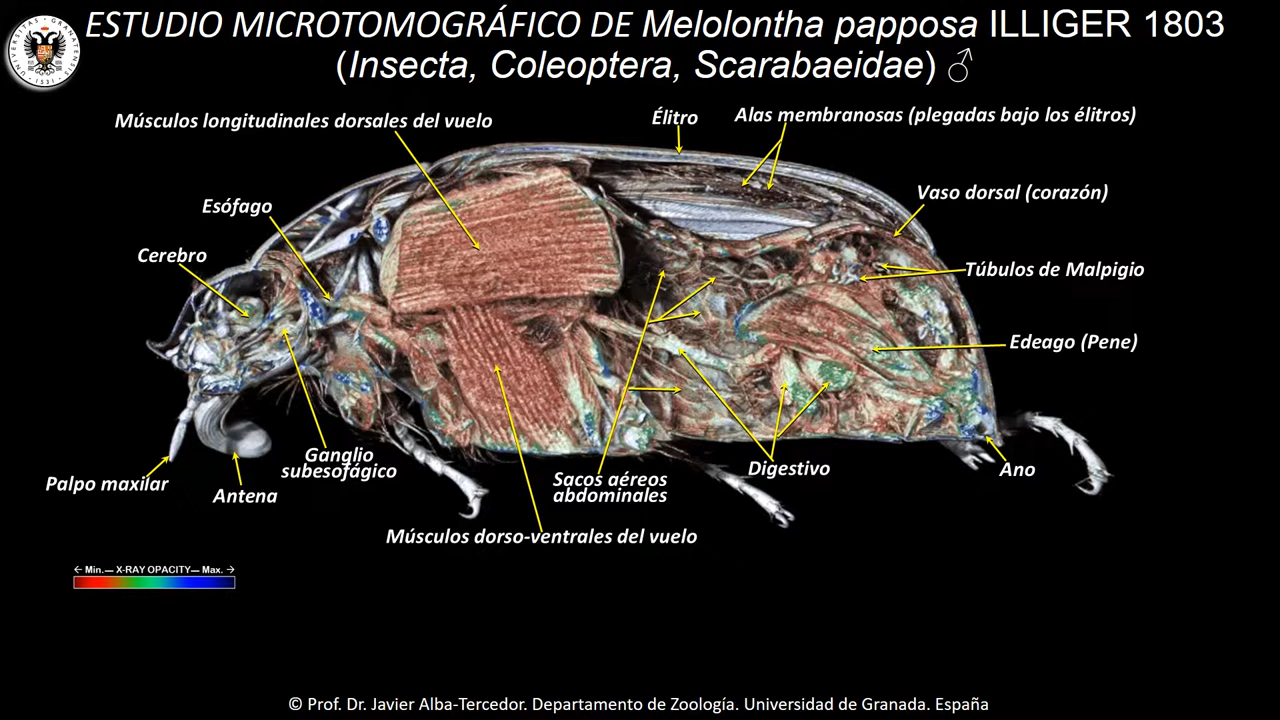 ESTUDIO MICROTOMOGRÁFICO DE Melolontha papposa ILLIGER 1803
(Insecta, Coleoptera, Scarabaeidae) ♂
Músculos longitudinales dorsales del vuelo
Élitro
Alas membranosas (plegadas bajo los élitros)
Vaso dorsal (corazón)
Esófago
Cerebro
Túbulos de Malpigio
Edeago (Pene)
Ganglio
subesofágico
Palpo maxilar
Antena
Sacos aéreos
abdominales
Digestivo
Ano
Músculos dorso-ventrales del vuelo
← Min.— X-RAY OPACITY— Max. →
© Prof. Dr. Javier Alba-Tercedor. Departamento de Zoología. Universidad de Granada. España